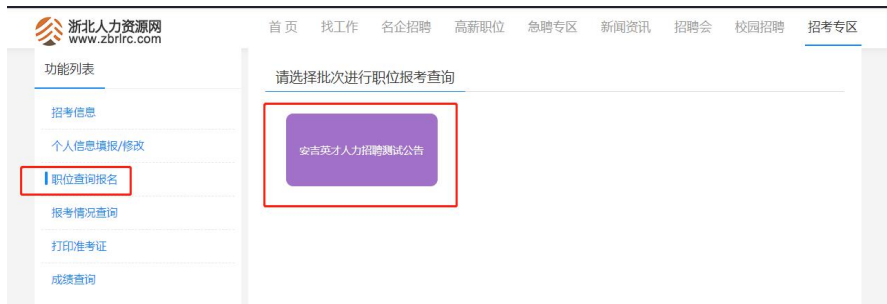 浙北人力资源网
www.zbrlrc.com
首 页 找工作 名企招聘 高薪职位 急聘专区 新闻资讯 招聘会 校园招聘 招考专区
功能列表
请选择批次进行职位报考查询
招考信息
个人信息填报/修改
安吉英才人力招聘测试公告
职位查询报名
报考情况查询
打印准考证
成绩查询